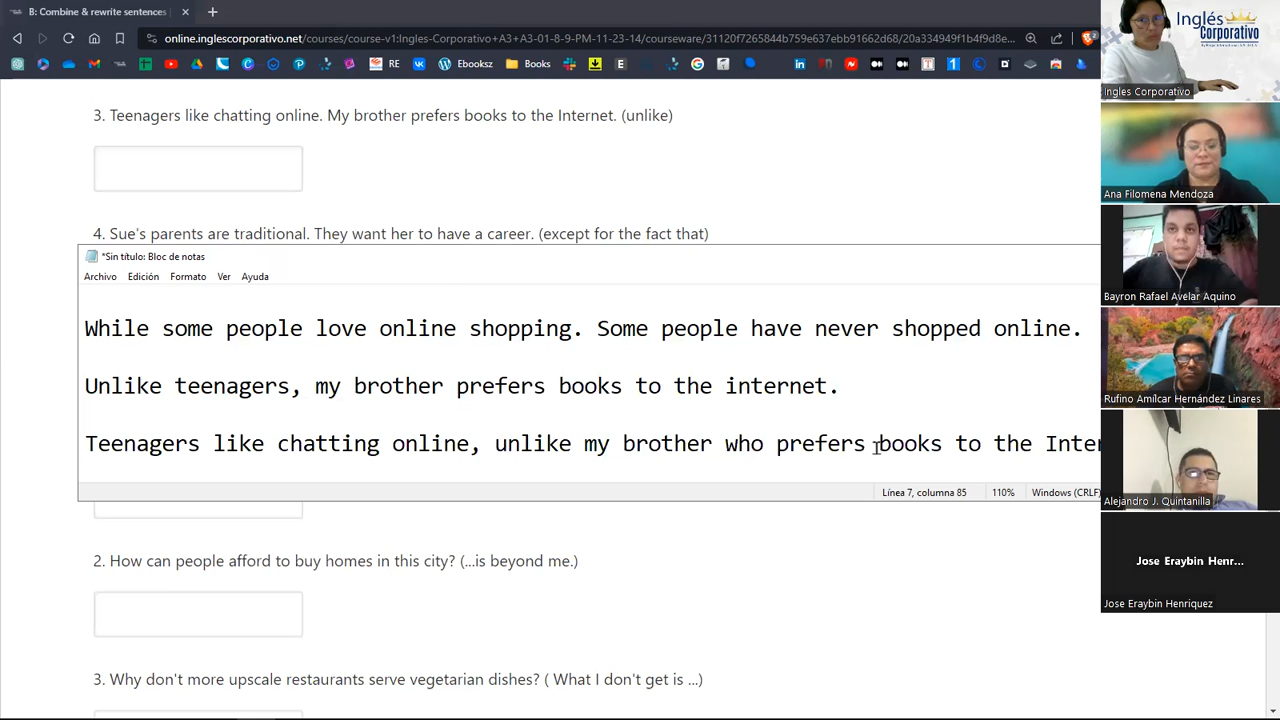 B: Combine & rewrite sentences
online.inglescorporativo.net/courses/course-v1:Ingles-Corporativo+A3+A3-SA-9-PM-11-23-14/courseware/31120f7265844b759eb37ebb91662d68/20a334949f1b4f9d8e...
RE
Ebooksz
Books
3. Teenagers like chatting online. My brother prefers books to the Internet. (unlike)
4. Sue's parents are traditional. They want her to have a career. (except for the fact that)
*Sin título: Bloc de notas
Archivo Edición Formato Ver Ayuda
While some people love online shopping. Some people have never shopped online.
Unlike teenagers, my brother prefers books to the internet.
Teenagers like chatting online, unlike my brother who prefers books to the Inter
Línea 7, columna 85 110% Windows (CRLF)
2. How can people afford to buy homes in this city? (...is beyond me.)
3. Why don't more upscale restaurants serve vegetarian dishes? ( What I don't get is ...)
Inglés
Corporativo
Ingles Corporativo
Ana Filomena Mendoza
Bayron Rafael Avelar Aquino
Rufino Amílcar Hernández Linares
Alejandro J. Quintanilla
Jose Eraybin Henr...
Jose Eraybin Henriquez